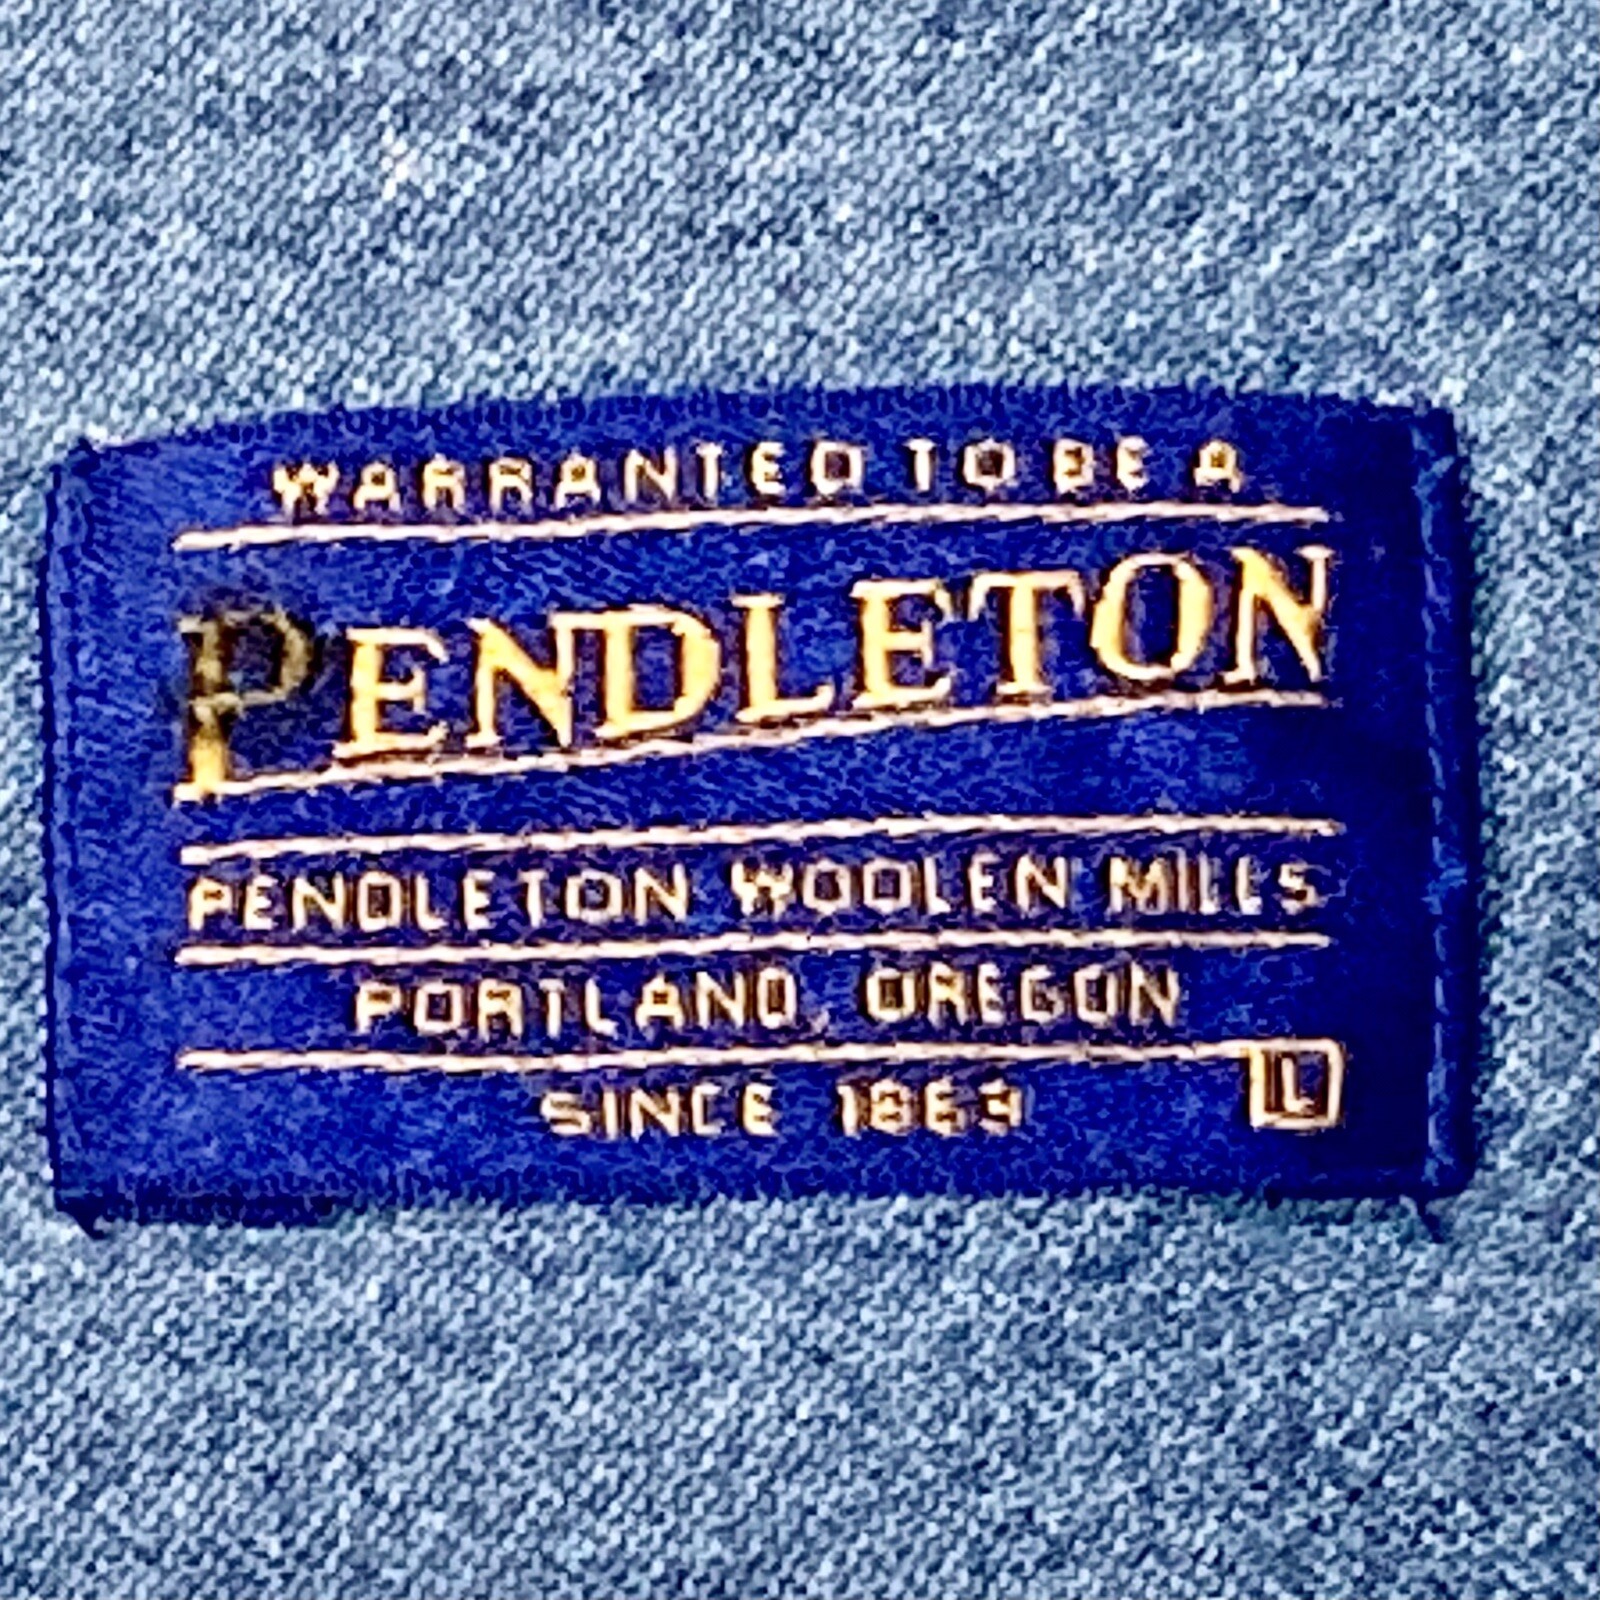 WARRANTED TO BE A
PENDLETON
PENDLETON WOOLEN MILLS
PORTLAND, OREGON
SINCE 1863
L